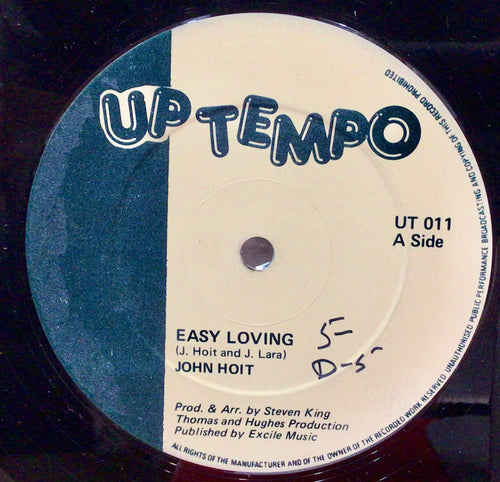 UP TEMPO
UT 011
A Side
EASY LOVING
(J. Hoit and J. Lara)
JOHN HOIT
5-
D-5
Prod. & Arr. by Steven King
Thomas and Hughes Production
Published by Excile Music
ALL RIGHTS OF THE MANUFACTURER AND OF THE OWNER OF THE RECORDED WORK RESERVED UNAUTHORISED PUBLIC PERFORMANCE BROADCASTING AND COPYING OF THIS RECORD PROHIBITED